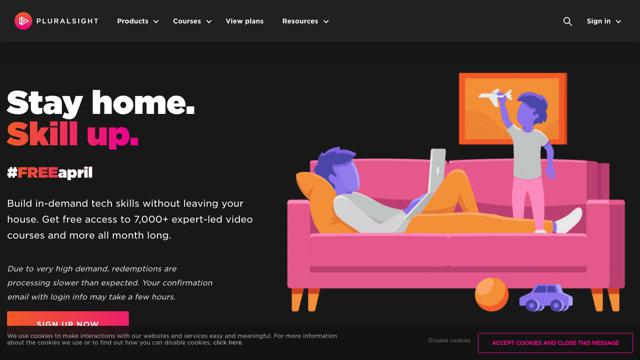 PLURALSIGHT
Products Courses View plans Resources Sign in
Stay home.
Skill up.
#FREEapril
Build in-demand tech skills without leaving your
house. Get free access to 7,000+ expert-led video
courses and more all month long.
Due to very high demand, redemptions are
processing slower than expected. Your confirmation
email with login info may take a few hours.
SIGN UP NOW
We use cookies to make interactions with our websites and services easy and meaningful. For more information
about the cookies we use or to find out how you can disable cookies, click here.
Disable cookies
ACCEPT COOKIES AND CLOSE THIS MESSAGE